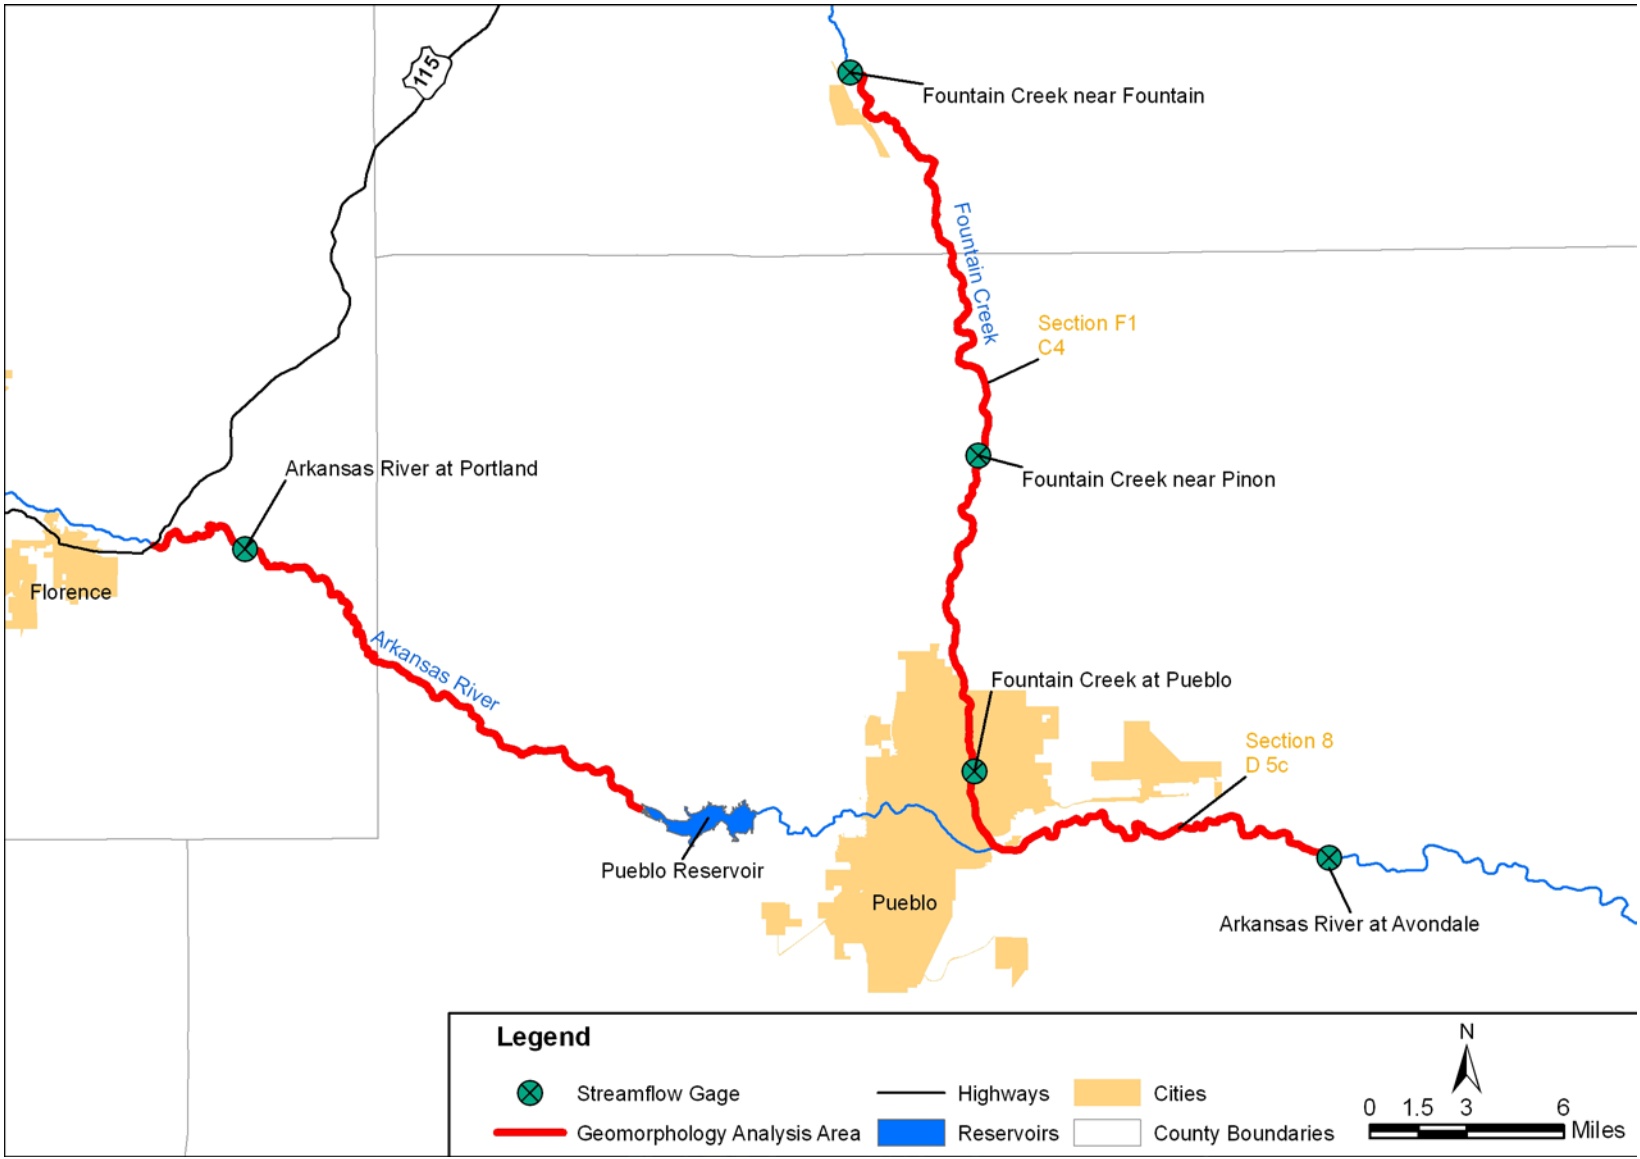 115
Fountain Creek near Fountain
Fountain Creek
Section F1
C4
Arkansas River at Portland
Fountain Creek near Pinon
Florence
Arkansas River
Fountain Creek at Pueblo
Section 8
D 5c
Pueblo Reservoir
Pueblo
Arkansas River at Avondale
Legend
N
Streamflow Gage
Highways
Cities
0 1.5 3 6
Miles
Geomorphology Analysis Area
Reservoirs
County Boundaries